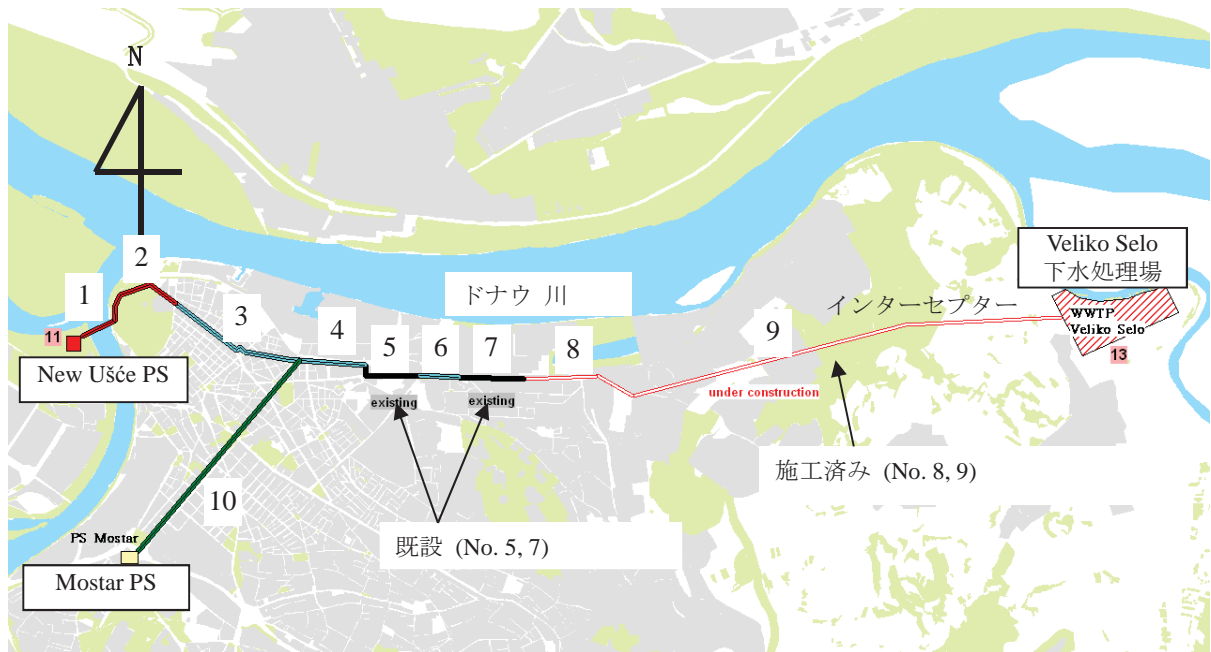 N
2
1
11
New Ušće PS
3
4
5
6
7
8
9
10
ドナウ 川
インターセプター
Veliko Selo
下水処理場
WWTP
Veliko Selo
13
existing
existing
under construction
施工済み (No. 8, 9)
既設 (No. 5, 7)
PS Mostar
Mostar PS